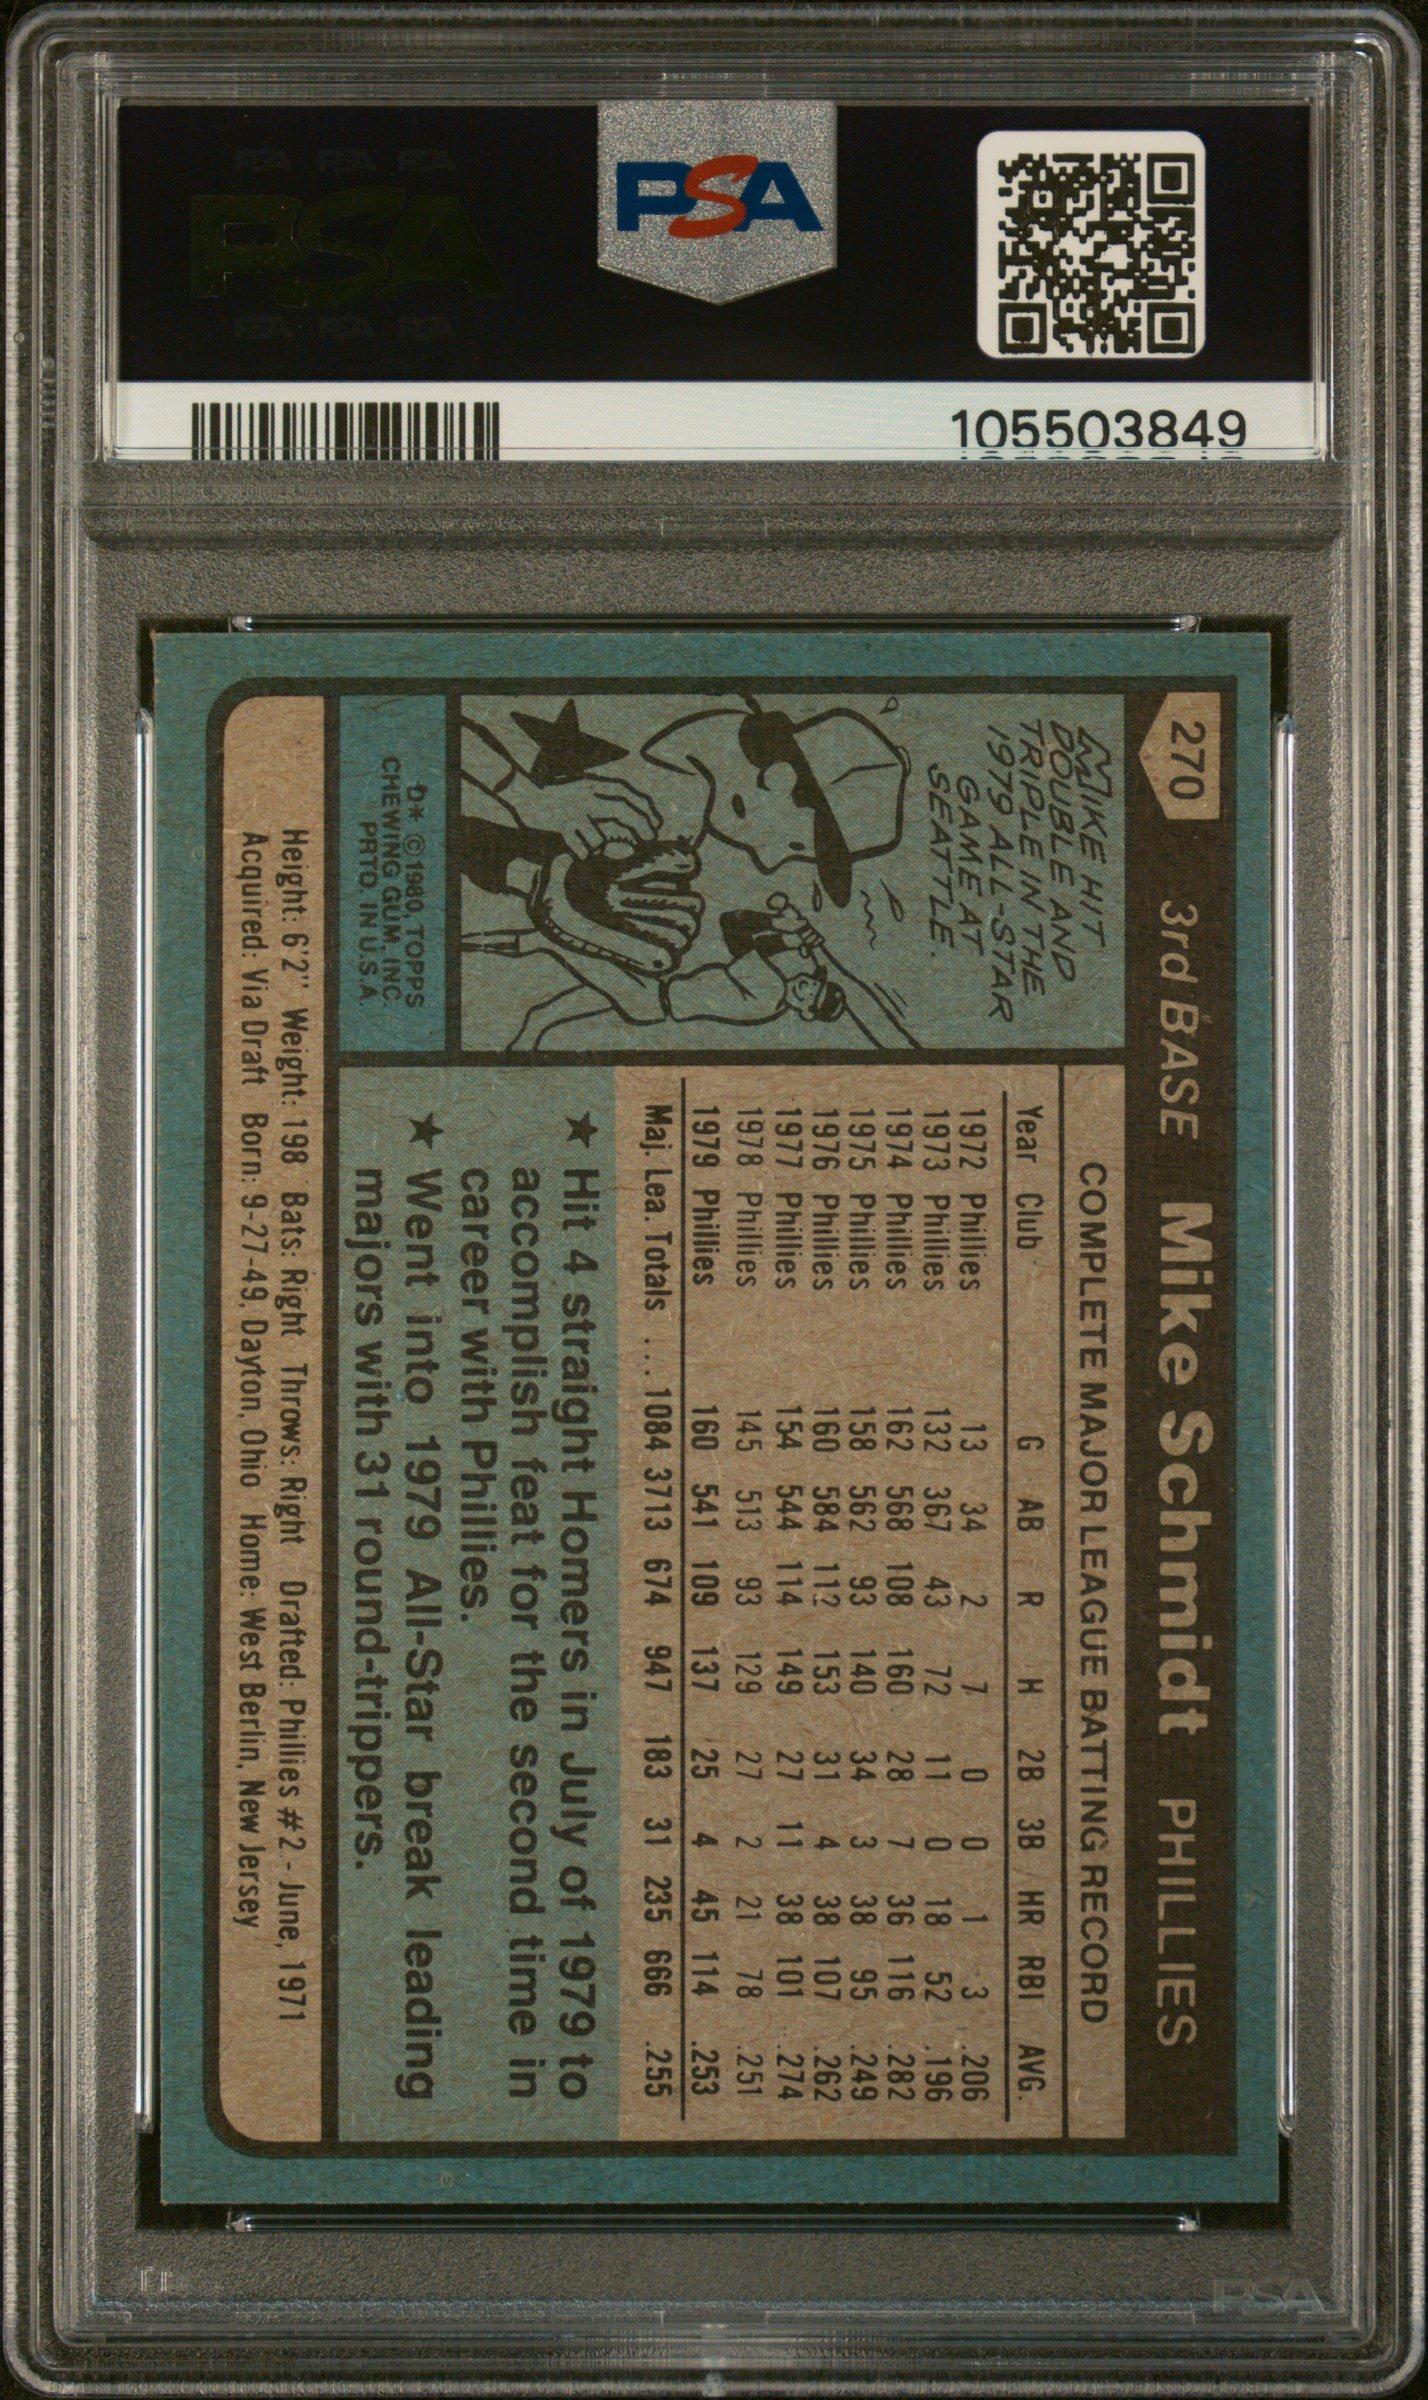 PSA PSA PSA
PSA
PSA PSA PSA
PSA
105503849
270 3rd BASE Mike Schmidt PHILLIES
MIKE HIT
DOUBLE AND
TRIPLE IN THE
1979 ALL-STAR
GAME AT
SEATTLE.
D* ©1980, TOPPS
CHEWING GUM, INC.
PRTD. IN U.S.A.
COMPLETE MAJOR LEAGUE BATTING RECORD
Year Club G AB R H 2B 3B HR RBI AVG.
1972 Phillies 13 34 2 7 0 0 1 3 .206
1973 Phillies 132 367 43 72 11 0 18 52 .196
1974 Phillies 162 568 108 160 28 7 36 116 .282
1975 Phillies 158 562 93 140 34 3 38 95 .249
1976 Phillies 160 584 112 153 31 4 38 107 .262
1977 Phillies 154 544 114 149 27 11 38 101 .274
1978 Phillies 145 513 93 129 27 2 21 78 .251
1979 Phillies 160 541 109 137 25 4 45 114 .253
Maj. Lea. Totals .... 1084 3713 674 947 183 31 235 666 .255
★ Hit 4 straight Homers in July of 1979 to
accomplish feat for the second time in
career with Phillies.
★ Went into 1979 All-Star break leading
majors with 31 round-trippers.
Height: 6'2" Weight: 198 Bats: Right Throws: Right Drafted: Phillies #2 - June, 1971
Acquired: Via Draft Born: 9-27-49, Dayton, Ohio Home: West Berlin, New Jersey
PSA